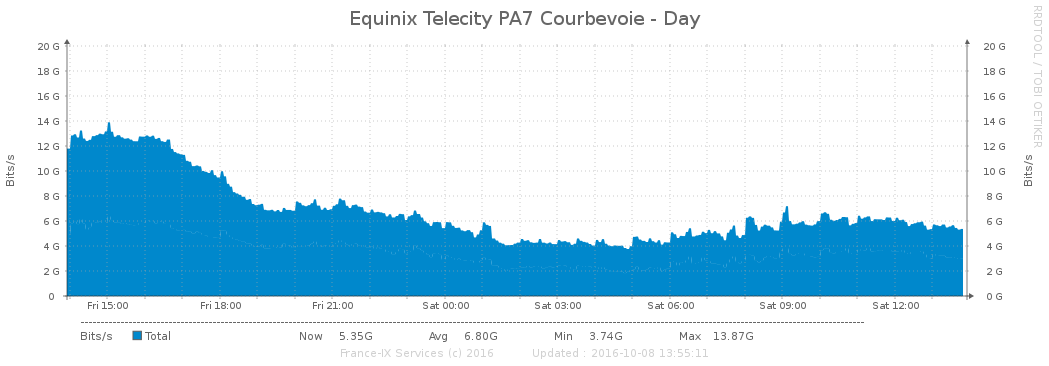 Equinix Telecity PA7 Courbevoie - Day
RRDTOOL / TOBI OETIKER
Bits/s
20 G 20 G
18 G 18 G
16 G 16 G
14 G 14 G
12 G 12 G
10 G 10 G
8 G 8 G
6 G 6 G
4 G 4 G
2 G 2 G
0 0 G
Bits/s
Fri 15:00 Fri 18:00 Fri 21:00 Sat 00:00 Sat 03:00 Sat 06:00 Sat 09:00 Sat 12:00
Bits/s Total Now 5.35G Avg 6.80G Min 3.74G Max 13.87G
France-IX Services (c) 2016 Updated : 2016-10-08 13:55:11